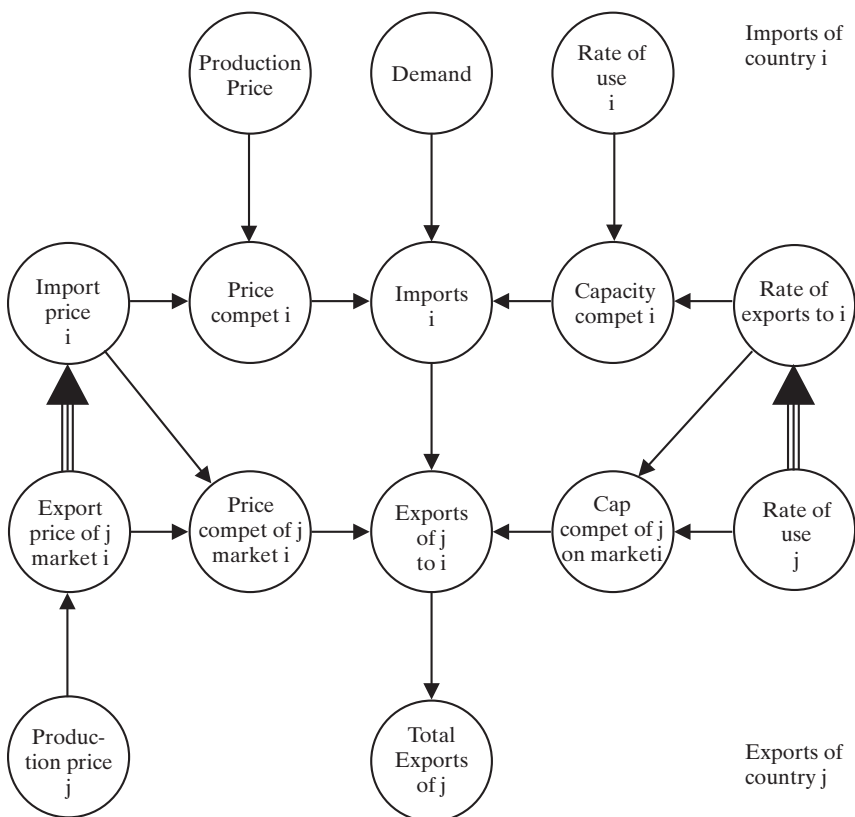 Production
Price
Demand
Rate of
use
i
Imports of
country i
Import
price
i
Price
compet i
Imports
i
Capacity
compet i
Rate of
exports to i
Export
price of j
market i
Price
compet of j
market i
Exports
of j
to i
Cap
compet of j
on marketi
Rate of
use
j
Produc-
tion price
j
Total
Exports
of j
Exports of
country j